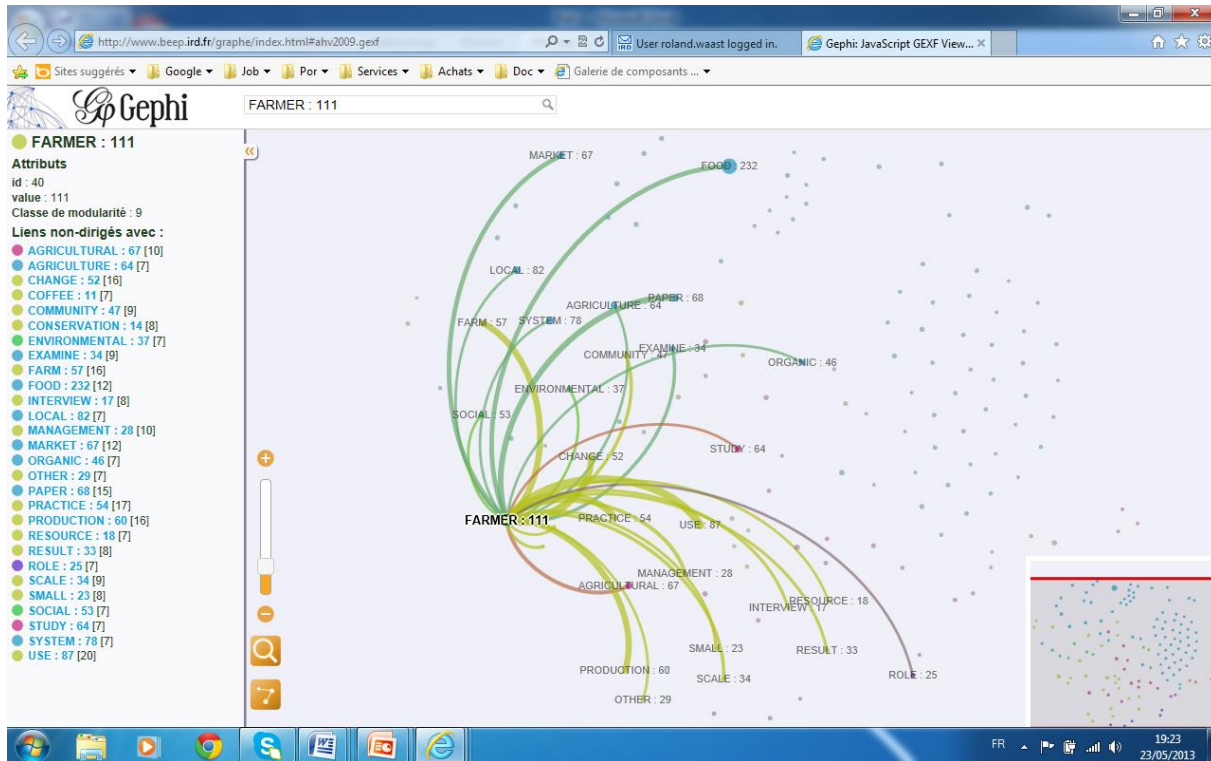 http://www.beep.ird.fr/graphe/index.html#ahv2009.gexf
User roland.waast logged in.
Gephi: JavaScript GEXF View...
Sites suggérés
Google
Job
Por
Services
Achats
Doc
Galerie de composants ...
Gephi
FARMER : 111
FARMER : 111
Attributs
id : 40
value : 111
Classe de modularité : 9
Liens non-dirigés avec :
AGRICULTURAL : 67 [10]
AGRICULTURE : 64 [7]
CHANGE : 52 [16]
COFFEE : 11 [7]
COMMUNITY : 47 [9]
CONSERVATION : 14 [8]
ENVIRONMENTAL : 37 [7]
EXAMINE : 34 [9]
FARM : 57 [16]
FOOD : 232 [12]
INTERVIEW : 17 [8]
LOCAL : 82 [7]
MANAGEMENT : 28 [10]
MARKET : 67 [12]
ORGANIC : 46 [7]
OTHER : 29 [7]
PAPER : 68 [15]
PRACTICE : 54 [17]
PRODUCTION : 60 [16]
RESOURCE : 18 [7]
RESULT : 33 [8]
ROLE : 25 [7]
SCALE : 34 [9]
SMALL : 23 [8]
SOCIAL : 53 [7]
STUDY : 64 [7]
SYSTEM : 78 [7]
USE : 87 [20]
MARKET : 67
FOOD : 232
LOCAL : 82
PAPER : 68
AGRICULTURE : 64
FARM : 57
SYSTEM : 78
EXAMINE : 34
COMMUNITY : 47
ORGANIC : 46
ENVIRONMENTAL : 37
SOCIAL : 53
STUDY : 64
CHANGE : 52
FARMER : 111
PRACTICE : 54
USE : 87
MANAGEMENT : 28
AGRICULTURAL : 67
RESOURCE : 18
INTERVIEW : 17
SMALL : 23
RESULT : 33
PRODUCTION : 60
SCALE : 34
ROLE : 25
OTHER : 29
FR
19:23
23/05/2013